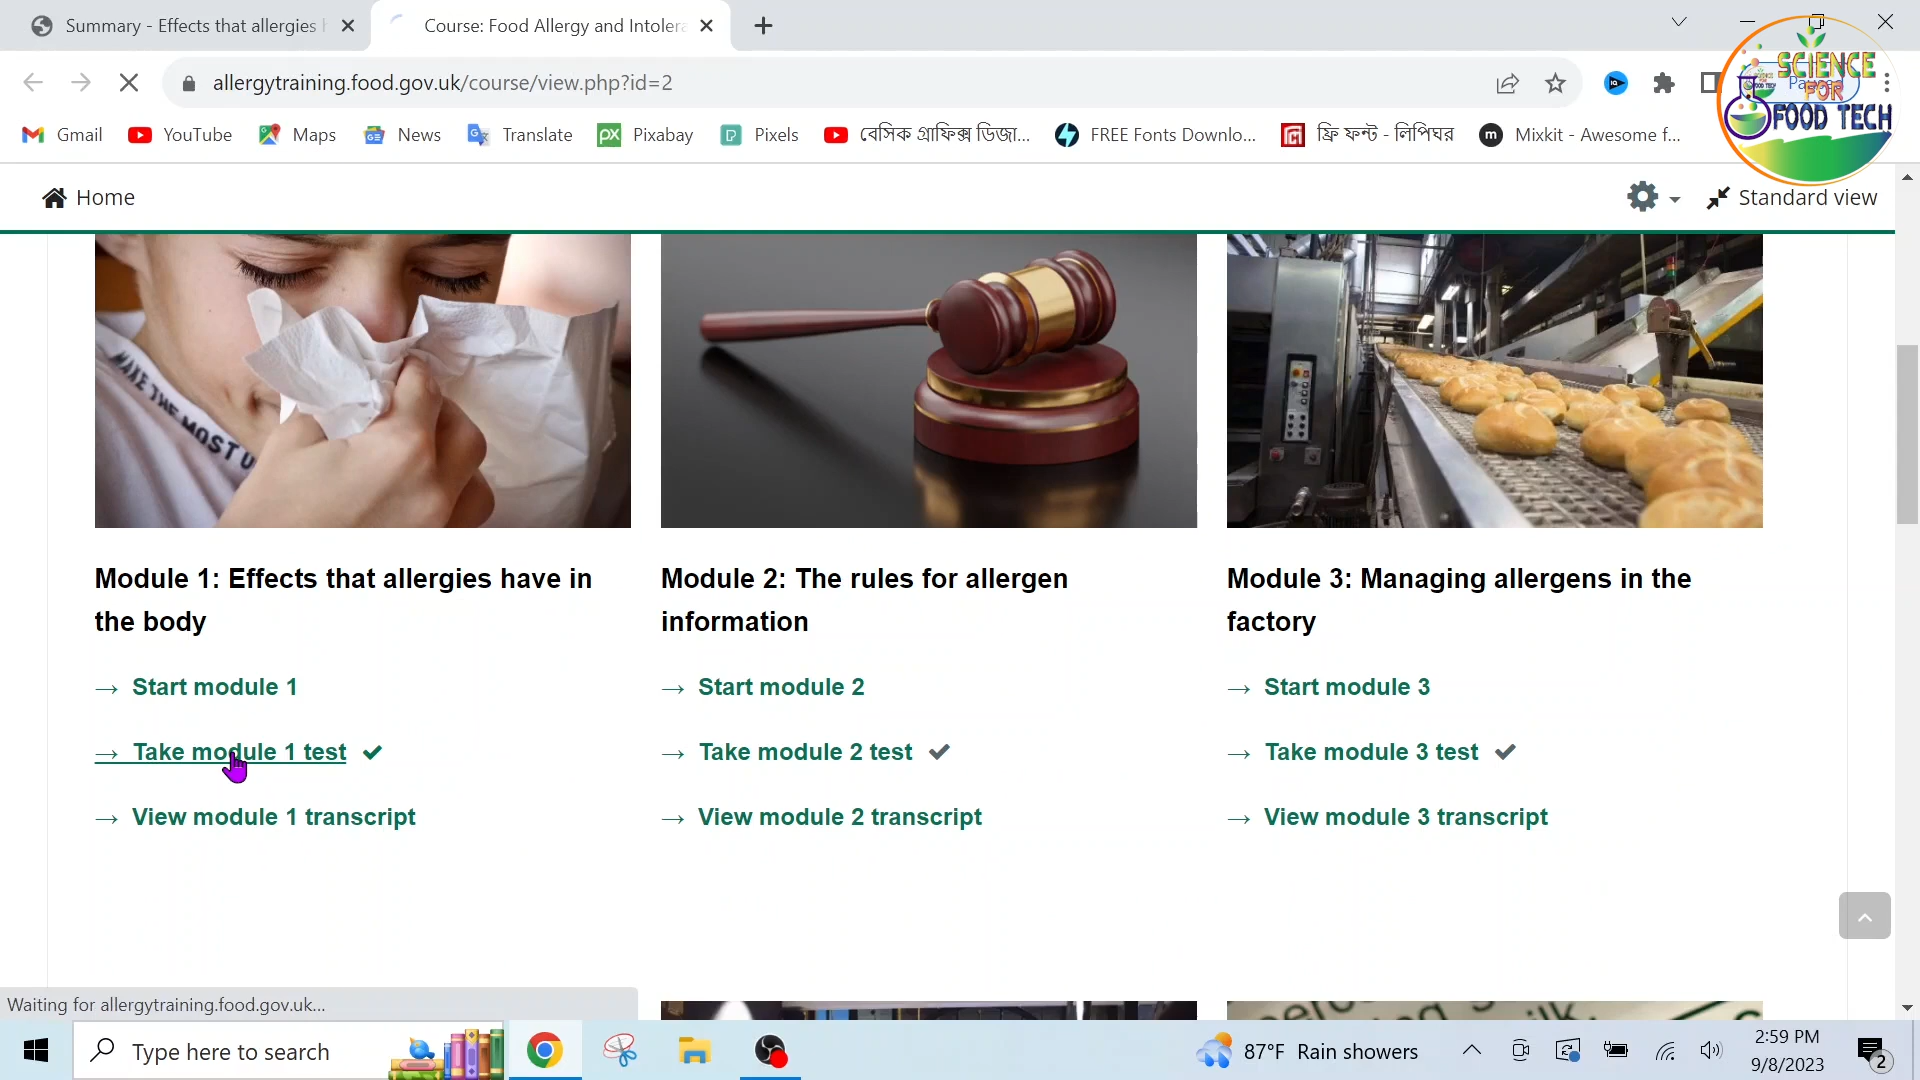 Summary - Effects that allergies
Course: Food Allergy and Intolera
allergytraining.food.gov.uk/course/view.php?id=2
SCIENCE
FOR
FOOD TECH
Gmail
YouTube
Maps
News
Translate
Pixabay
Pixels
বেসিক গ্রাফিক্স ডিজা...
FREE Fonts Downlo...
ফ্রি ফন্ট - লিপিঘর
Mixkit - Awesome f...
Home
Standard view
MAKE THE MOST
Module 1: Effects that allergies have in
the body
→ Start module 1
→ Take module 1 test ✔
→ View module 1 transcript
Module 2: The rules for allergen
information
→ Start module 2
→ Take module 2 test ✔
→ View module 2 transcript
Module 3: Managing allergens in the
factory
→ Start module 3
→ Take module 3 test ✔
→ View module 3 transcript
Waiting for allergytraining.food.gov.uk...
Type here to search
87°F Rain showers
2:59 PM
9/8/2023
2